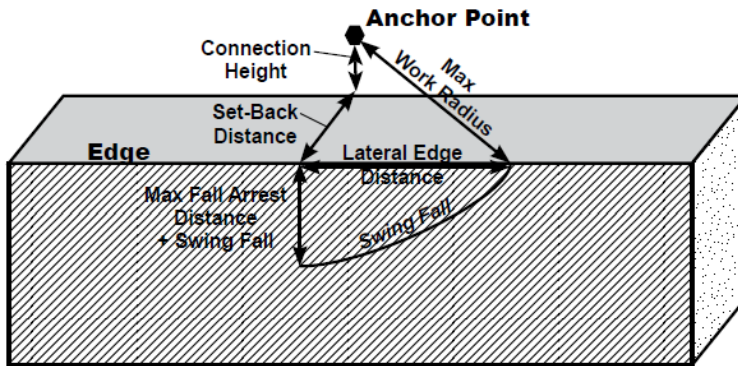 Anchor Point
Connection
Height
Max
Work Radius
Set-Back
Distance
Edge
Lateral Edge
Distance
Max Fall Arrest
Distance
+ Swing Fall
Swing Fall